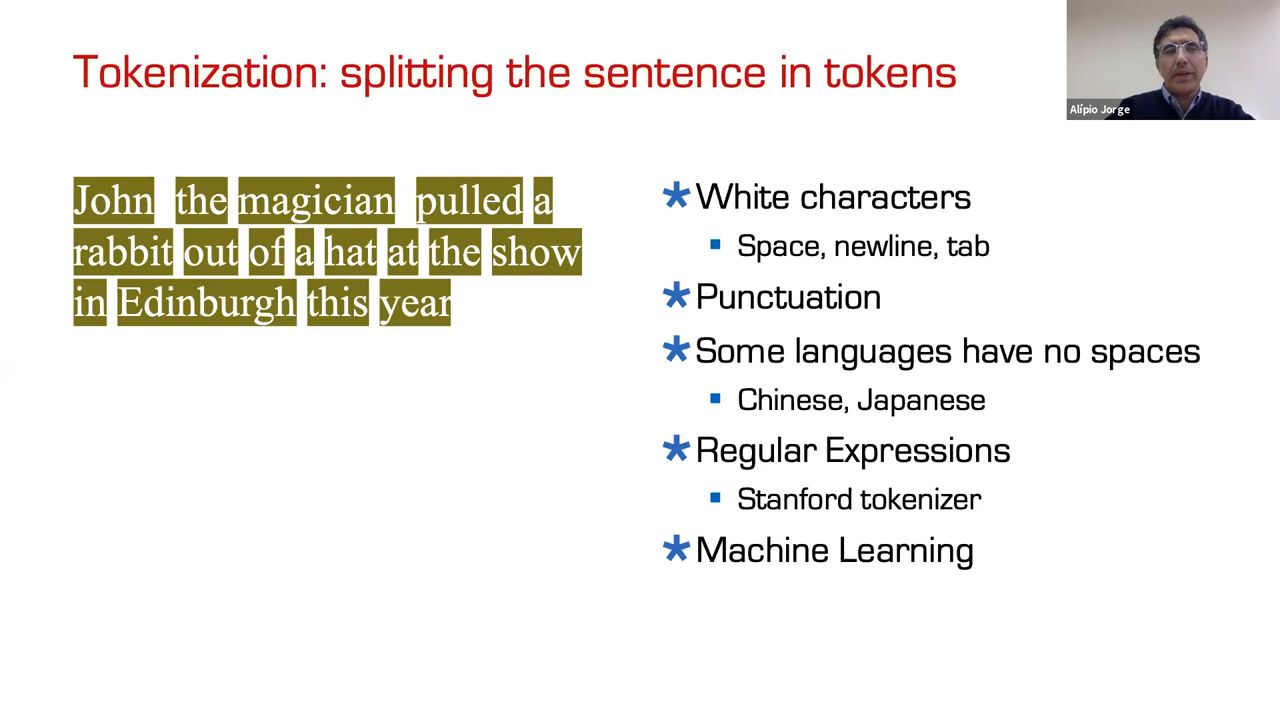 Tokenization: splitting the sentence in tokens
Alípio Jorge
John the magician pulled a
rabbit out of a hat at the show
in Edinburgh this year
* White characters
▪ Space, newline, tab
* Punctuation
* Some languages have no spaces
▪ Chinese, Japanese
* Regular Expressions
▪ Stanford tokenizer
* Machine Learning